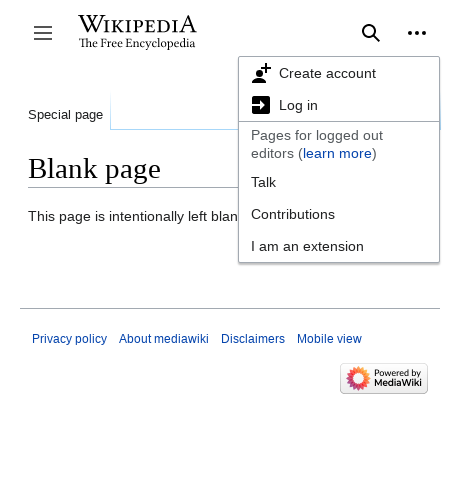 WIKIPEDIA
The Free Encyclopedia
Create account
Log in
Special page
Pages for logged out
editors (learn more)
Blank page
Talk
This page is intentionally left blan
Contributions
I am an extension
Privacy policy About mediawiki Disclaimers Mobile view
Powered by
MediaWiki